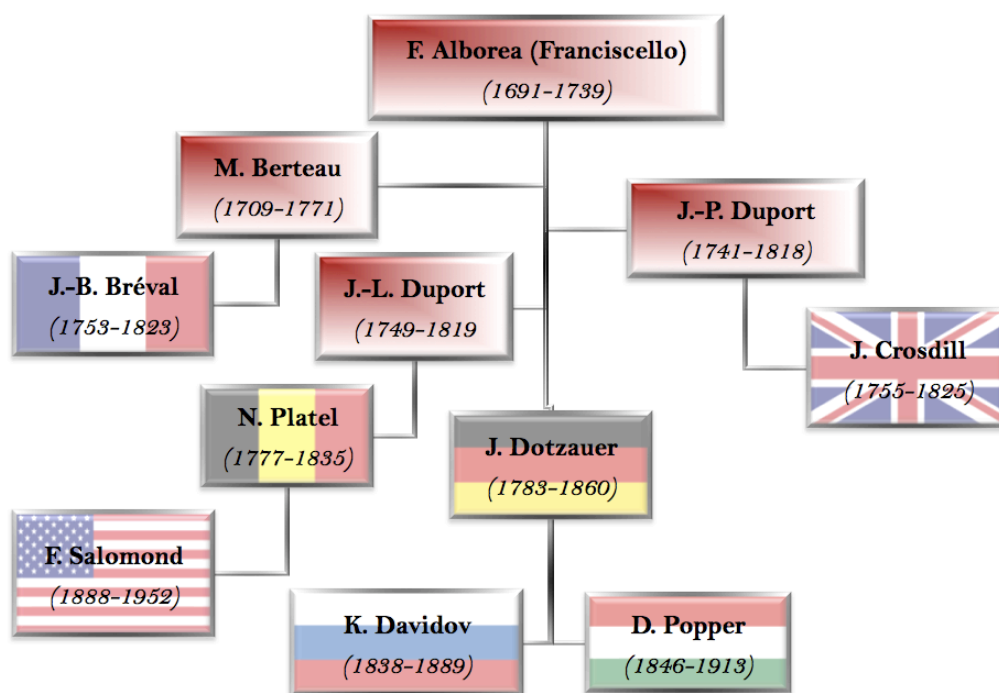 F. Alborea (Franciscello)
(1691-1739)
M. Berteau
(1709-1771)
J.-P. Duport
(1741-1818)
J.-B. Bréval
(1753-1823)
J.-L. Duport
(1749-1819
J. Crosdill
(1755-1825)
N. Platel
(1777-1835)
J. Dotzauer
(1783-1860)
F. Salomond
(1888-1952)
K. Davidov
(1838-1889)
D. Popper
(1846-1913)